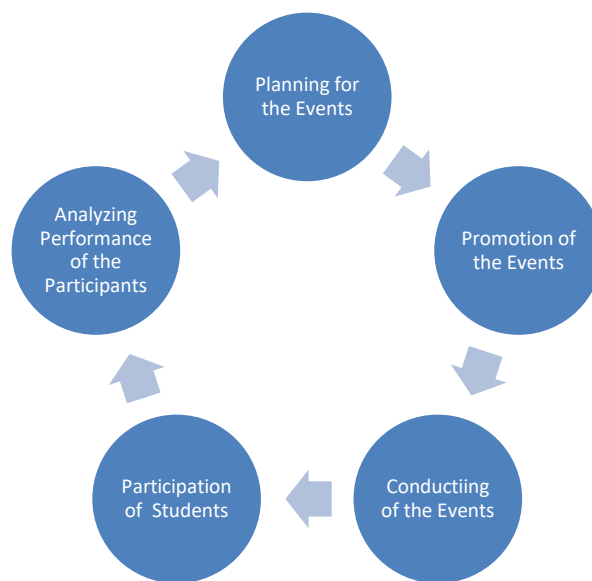 Planning for
the Events
Promotion of
the Events
Conductiing
of the Events
Participation
of  Students
Analyzing
Performance
of the
Participants